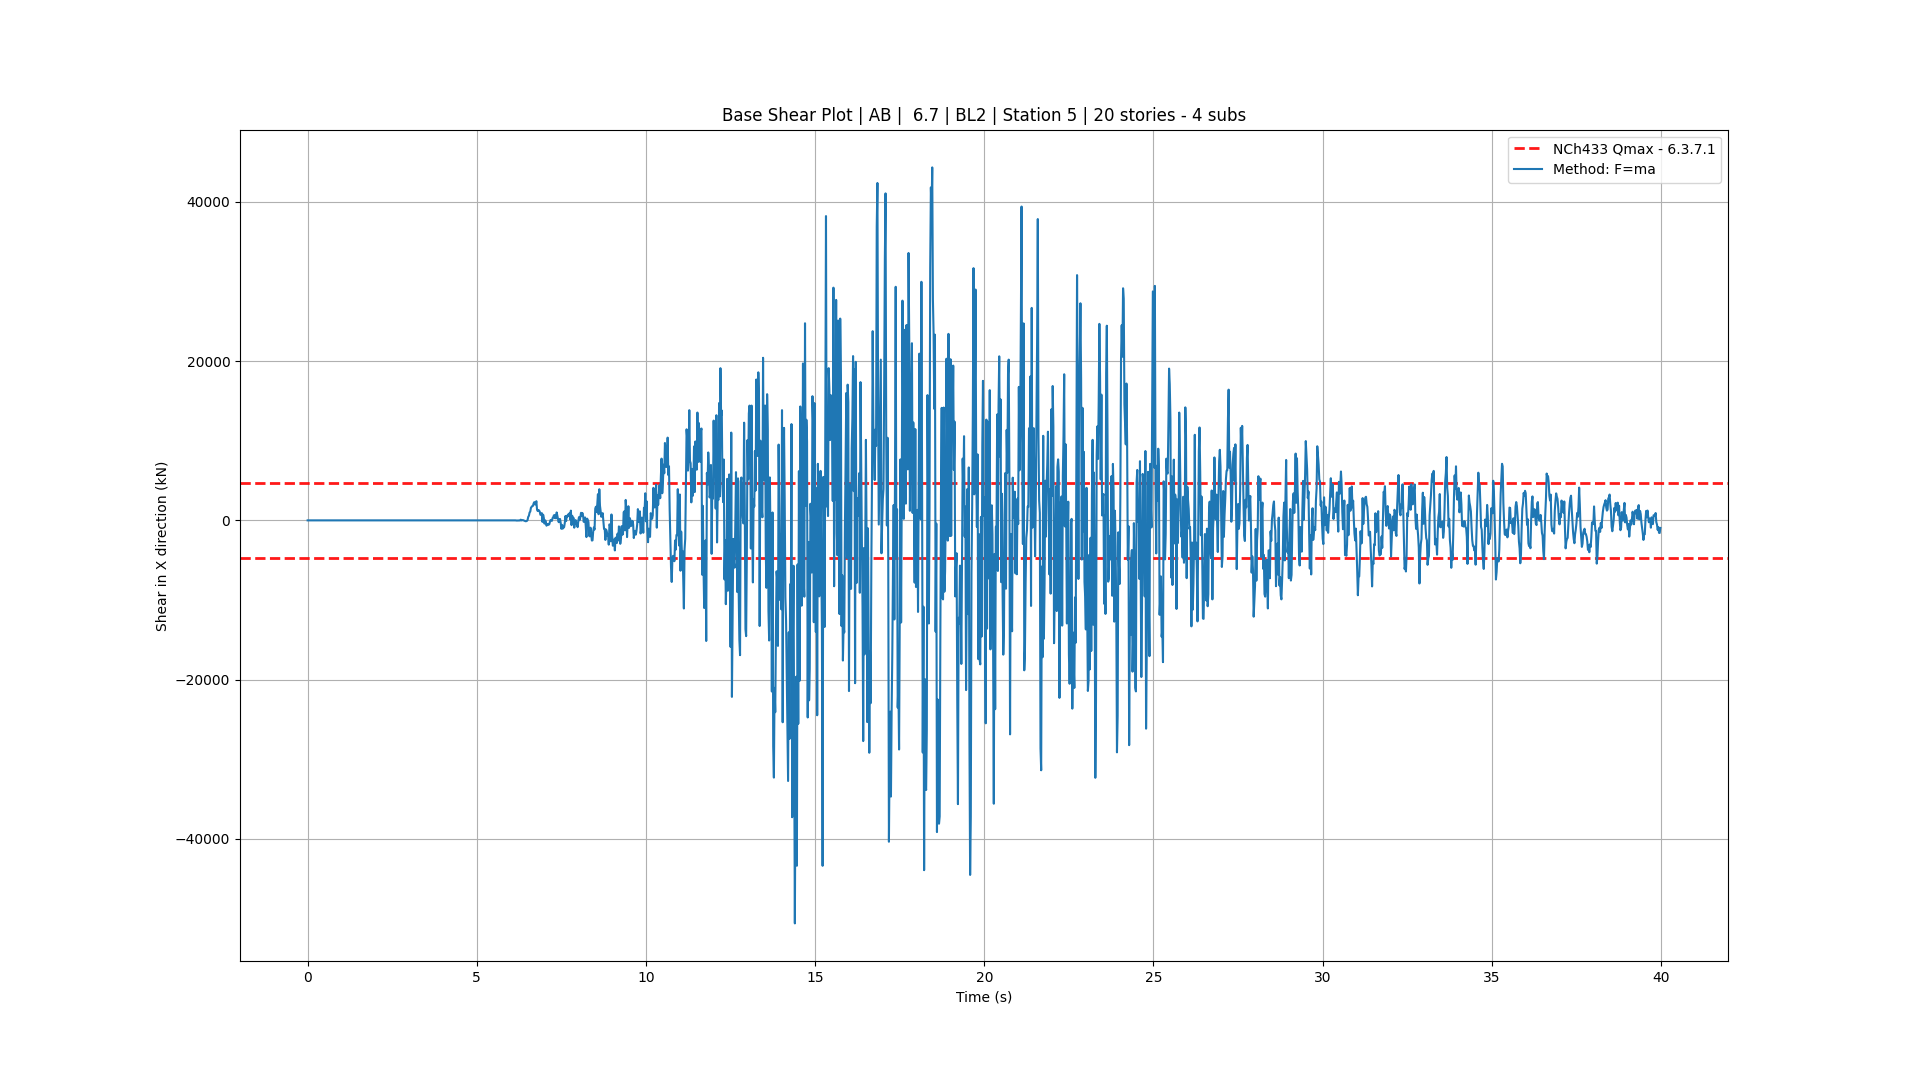 Base Shear Plot | AB |  6.7 | BL2 | Station 5 | 20 stories - 4 subs
NCh433 Qmax - 6.3.7.1
Method: F=ma
Shear in X direction (kN)
40000
20000
0
−20000
−40000
0 5 10 15 20 25 30 35 40
Time (s)